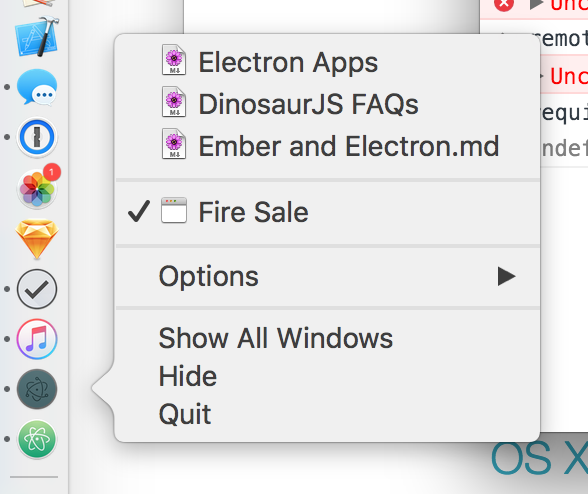 Unc
remot
Electron Apps
Unc
DinosaurJS FAQs
equi
Ember and Electron.md
ndef
1
Fire Sale
Options
Show All Windows
Hide
Quit
OS X